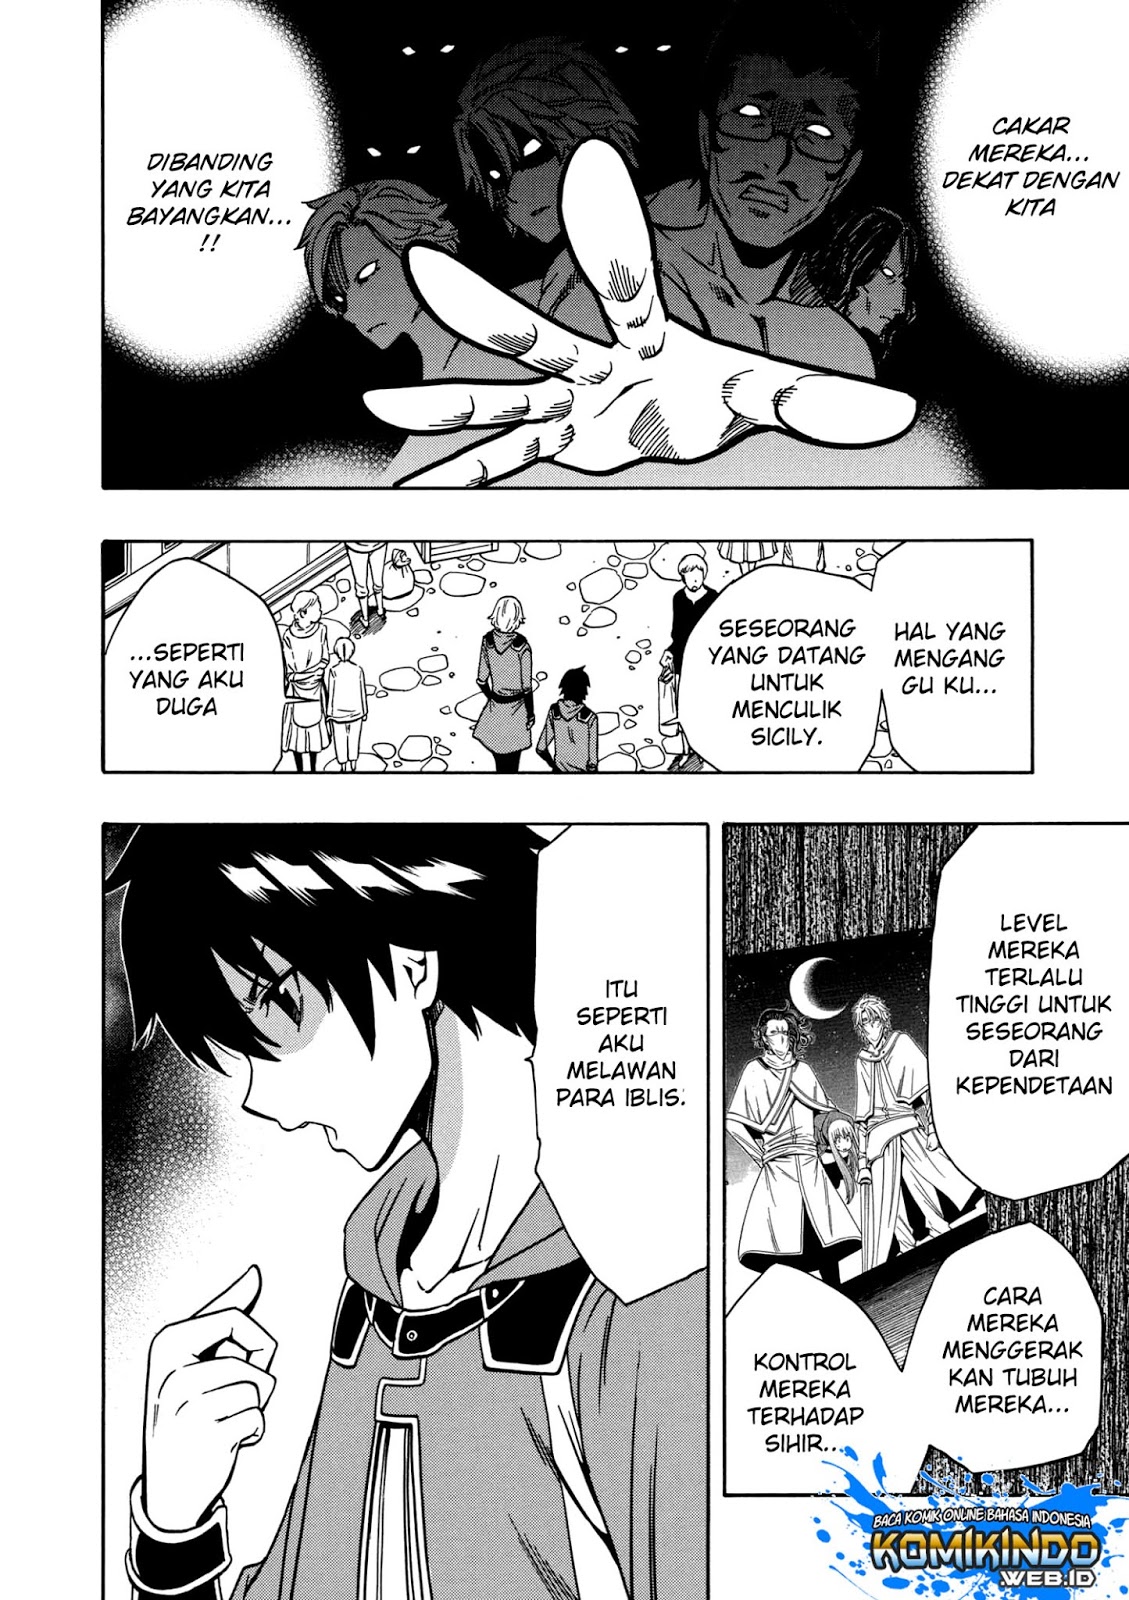 CAKAR
MEREKA...
DEKAT DENGAN
KITA
DIBANDING
YANG KITA
BAYANGKAN...
!!
HAL YANG
MENGANG
GU KU...
SESEORANG
YANG DATANG
UNTUK
MENCULIK
SICILY.
...SEPERTI
YANG AKU
DUGA
LEVEL
MEREKA
TERLALU
TINGGI UNTUK
SESEORANG
DARI
KEPENDETAAN
CARA
MEREKA
MENGGERAK
KAN TUBUH
MEREKA...
KONTROL
MEREKA
TERHADAP
SIHIR...
ITU
SEPERTI
AKU
MELAWAN
PARA IBLIS.
BACA KOMIK ONLINE BAHASA INDONESIA
KOMIKINDO
.WEB.ID